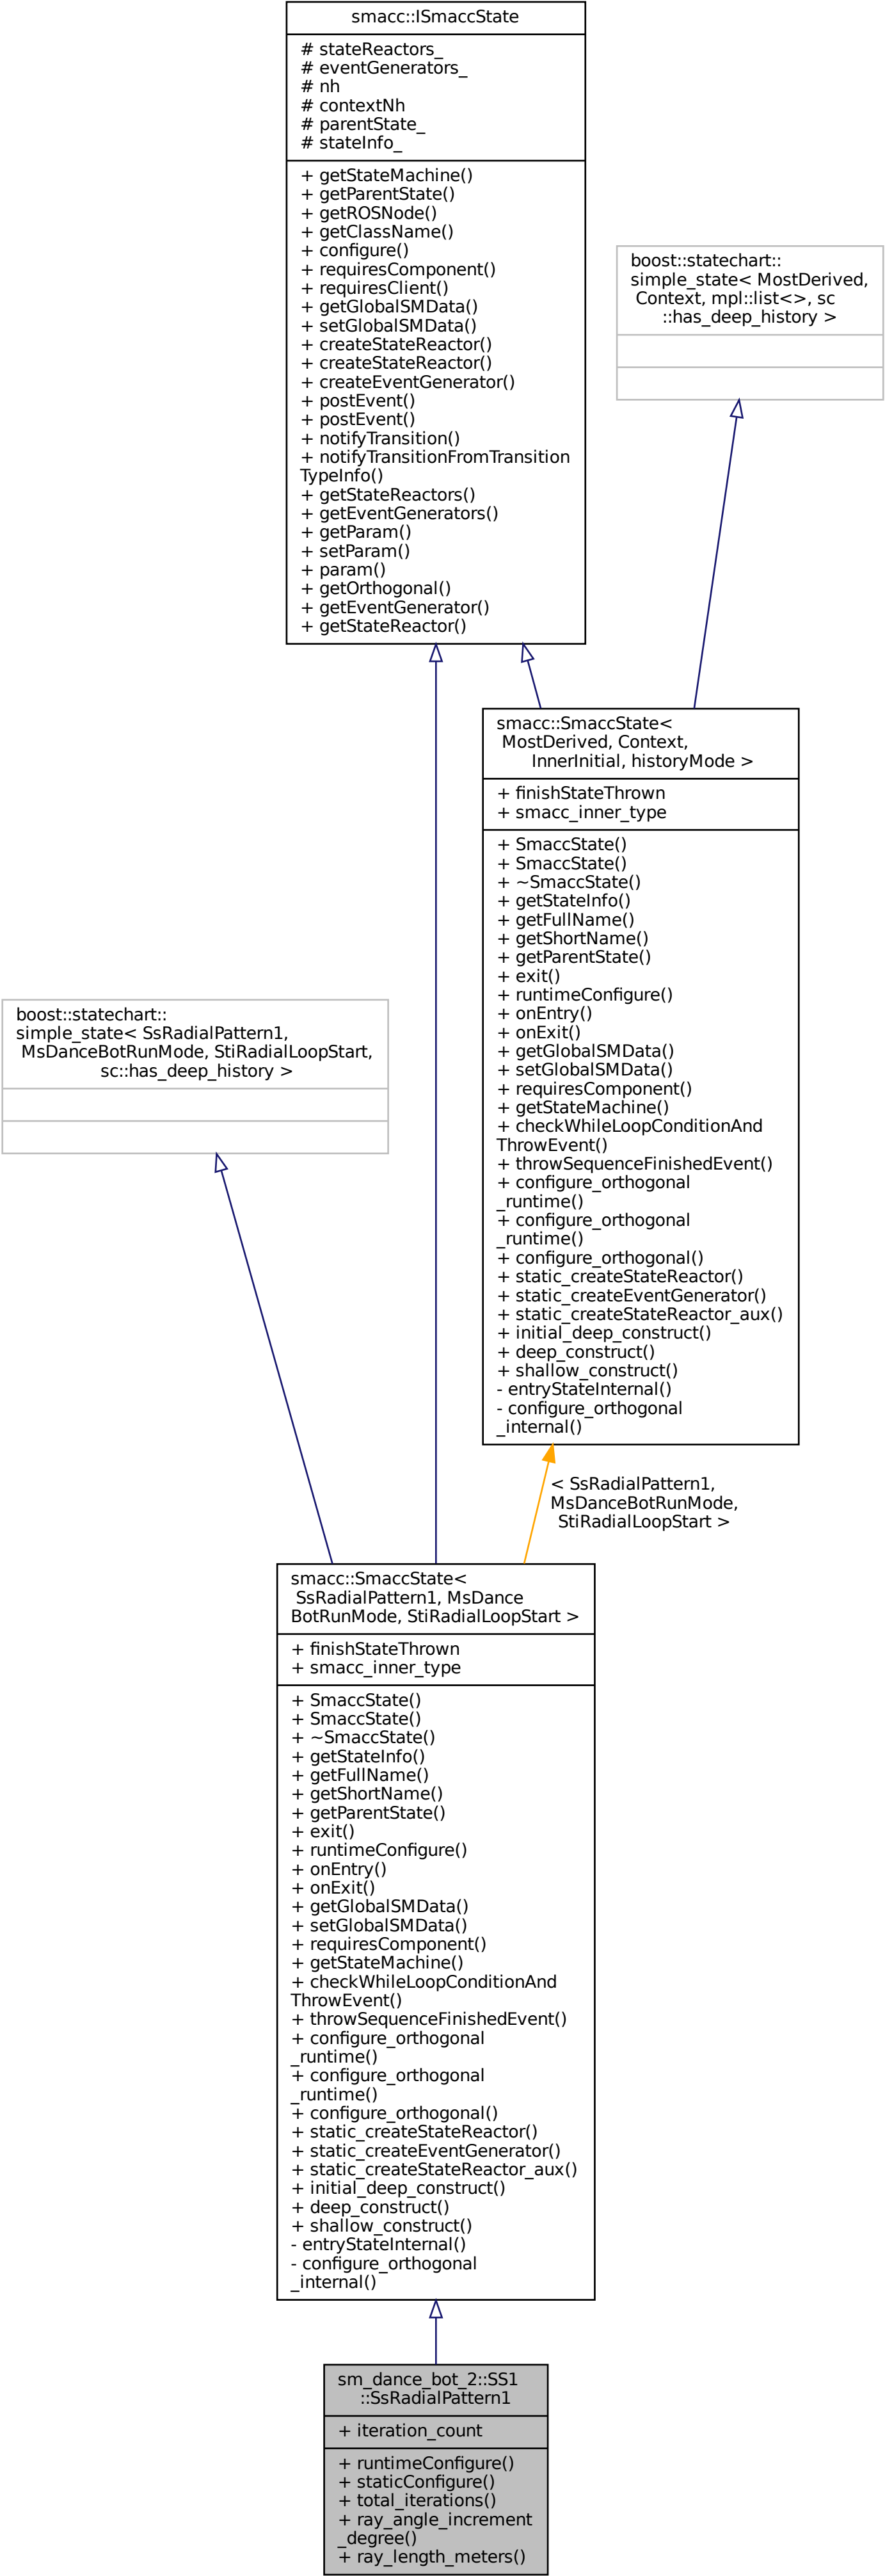 smacc::ISmaccState
# stateReactors_
# eventGenerators_
# nh
# contextNh
# parentState_
# stateInfo_
+ getStateMachine()
+ getParentState()
+ getROSNode()
+ getClassName()
+ configure()
+ requiresComponent()
+ requiresClient()
+ getGlobalSMData()
+ setGlobalSMData()
+ createStateReactor()
+ createStateReactor()
+ createEventGenerator()
+ postEvent()
+ postEvent()
+ notifyTransition()
+ notifyTransitionFromTransition
TypeInfo()
+ getStateReactors()
+ getEventGenerators()
+ getParam()
+ setParam()
+ param()
+ getOrthogonal()
+ getEventGenerator()
+ getStateReactor()
boost::statechart::
simple_state< MostDerived,
Context, mpl::list<>, sc
::has_deep_history >
smacc::SmaccState<
MostDerived, Context,
InnerInitial, historyMode >
+ finishStateThrown
+ smacc_inner_type
+ SmaccState()
+ SmaccState()
+ ~SmaccState()
+ getStateInfo()
+ getFullName()
+ getShortName()
+ getParentState()
+ exit()
+ runtimeConfigure()
+ onEntry()
+ onExit()
+ getGlobalSMData()
+ setGlobalSMData()
+ requiresComponent()
+ getStateMachine()
+ checkWhileLoopConditionAnd
ThrowEvent()
+ throwSequenceFinishedEvent()
+ configure_orthogonal
_runtime()
+ configure_orthogonal
_runtime()
+ configure_orthogonal()
+ static_createStateReactor()
+ static_createEventGenerator()
+ static_createStateReactor_aux()
+ initial_deep_construct()
+ deep_construct()
+ shallow_construct()
- entryStateInternal()
- configure_orthogonal
_internal()
boost::statechart::
simple_state< SsRadialPattern1,
MsDanceBotRunMode, StiRadialLoopStart,
sc::has_deep_history >
< SsRadialPattern1,
MsDanceBotRunMode,
StiRadialLoopStart >
smacc::SmaccState<
SsRadialPattern1, MsDance
BotRunMode, StiRadialLoopStart >
+ finishStateThrown
+ smacc_inner_type
+ SmaccState()
+ SmaccState()
+ ~SmaccState()
+ getStateInfo()
+ getFullName()
+ getShortName()
+ getParentState()
+ exit()
+ runtimeConfigure()
+ onEntry()
+ onExit()
+ getGlobalSMData()
+ setGlobalSMData()
+ requiresComponent()
+ getStateMachine()
+ checkWhileLoopConditionAnd
ThrowEvent()
+ throwSequenceFinishedEvent()
+ configure_orthogonal
_runtime()
+ configure_orthogonal
_runtime()
+ configure_orthogonal()
+ static_createStateReactor()
+ static_createEventGenerator()
+ static_createStateReactor_aux()
+ initial_deep_construct()
+ deep_construct()
+ shallow_construct()
- entryStateInternal()
- configure_orthogonal
_internal()
sm_dance_bot_2::SS1
::SsRadialPattern1
+ iteration_count
+ runtimeConfigure()
+ staticConfigure()
+ total_iterations()
+ ray_angle_increment
_degree()
+ ray_length_meters()